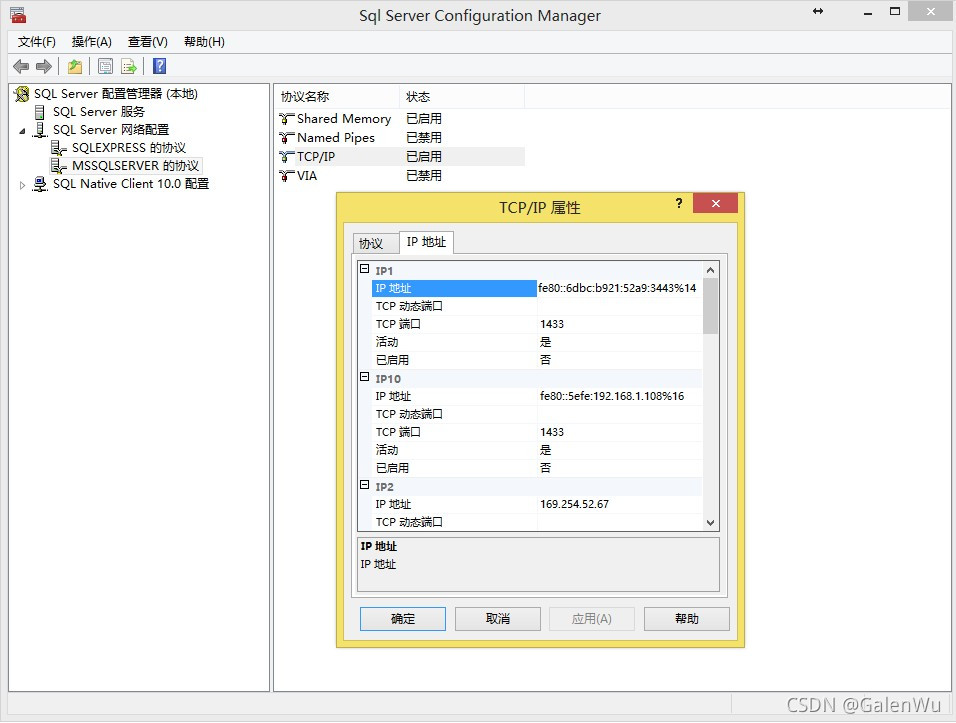 Sql Server Configuration Manager
文件(F) 操作(A) 查看(V) 帮助(H)
SQL Server 配置管理器 (本地)
SQL Server 服务
SQL Server 网络配置
SQLEXPRESS 的协议
MSSQLSERVER 的协议
SQL Native Client 10.0 配置
协议名称 状态
Shared Memory 已启用
Named Pipes 已禁用
TCP/IP 已启用
VIA 已禁用
TCP/IP 属性
协议 IP 地址
IP1
IP 地址 fe80::6dbc:b921:52a9:3443%14
TCP 动态端口
TCP 端口 1433
活动 是
已启用 否
IP10
IP 地址 fe80::5efe:192.168.1.108%16
TCP 动态端口
TCP 端口 1433
活动 是
已启用 否
IP2
IP 地址 169.254.52.67
TCP 动态端口
IP 地址
IP 地址
确定 取消 应用(A) 帮助
CSDN @GalenWu